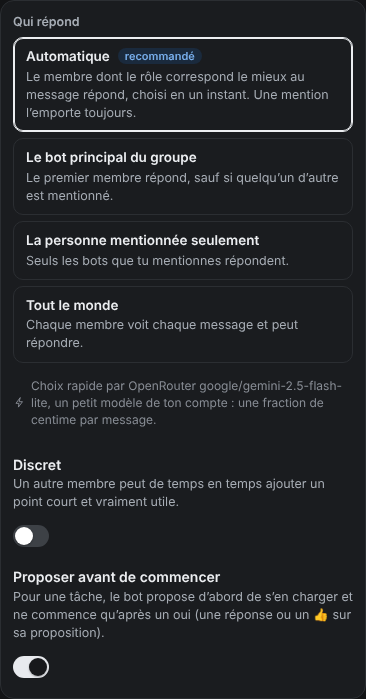 Qui répond
Automatique recommandé
Le membre dont le rôle correspond le mieux au
message répond, choisi en un instant. Une mention
l’emporte toujours.
Le bot principal du groupe
Le premier membre répond, sauf si quelqu’un d’autre
est mentionné.
La personne mentionnée seulement
Seuls les bots que tu mentionnes répondent.
Tout le monde
Chaque membre voit chaque message et peut
répondre.
Choix rapide par OpenRouter google/gemini-2.5-flash-
lite, un petit modèle de ton compte : une fraction de
centime par message.
Discret
Un autre membre peut de temps en temps ajouter un
point court et vraiment utile.
Proposer avant de commencer
Pour une tâche, le bot propose d’abord de s’en charger et
ne commence qu’après un oui (une réponse ou un 👍 sur
sa proposition).